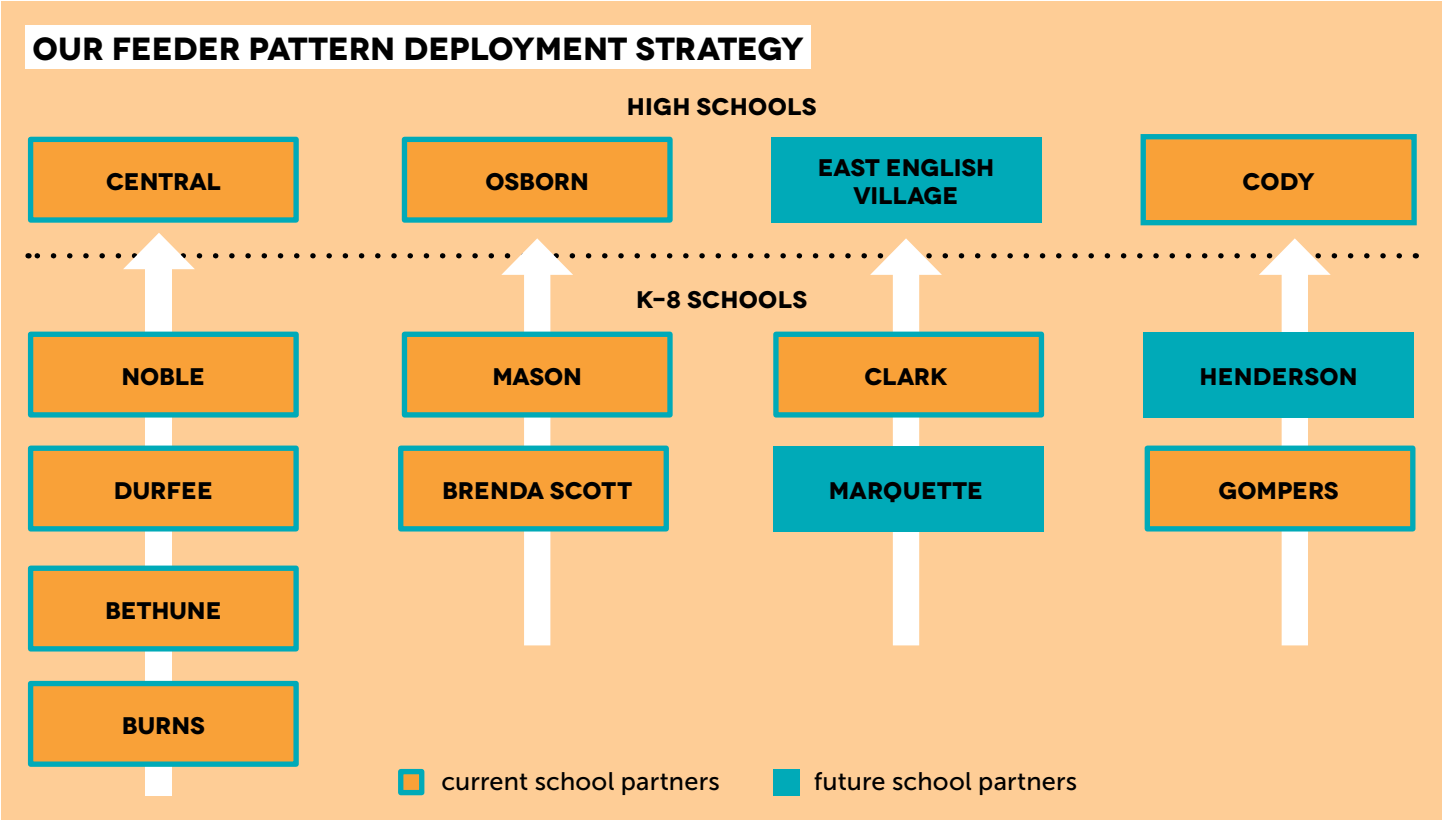 OUR FEEDER PATTERN DEPLOYMENT STRATEGY
HIGH SCHOOLS
CENTRAL
OSBORN
EAST ENGLISH
VILLAGE
CODY
K-8 SCHOOLS
NOBLE
MASON
CLARK
HENDERSON
DURFEE
BRENDA SCOTT
MARQUETTE
GOMPERS
BETHUNE
BURNS
current school partners
future school partners